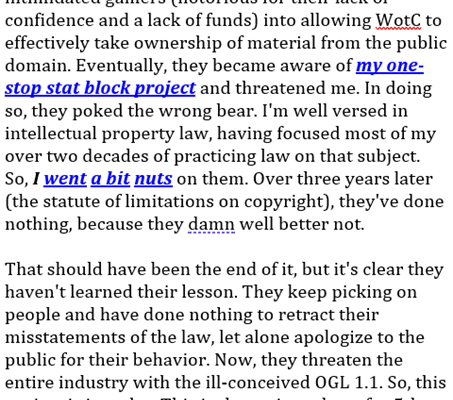 intimidated gamers (notorious for their lack of
confidence and a lack of funds) into allowing WotC to
effectively take ownership of material from the public
domain. Eventually, they became aware of my one-
stop stat block project and threatened me. In doing
so, they poked the wrong bear. I'm well versed in
intellectual property law, having focused most of my
over two decades of practicing law on that subject.
So, I went a bit nuts on them. Over three years later
(the statute of limitations on copyright), they've done
nothing, because they damn well better not.
That should have been the end of it, but it's clear they
haven't learned their lesson. They keep picking on
people and have done nothing to retract their
misstatements of the law, let alone apologize to the
public for their behavior. Now, they threaten the
entire industry with the ill-conceived OGL 1.1. So, this